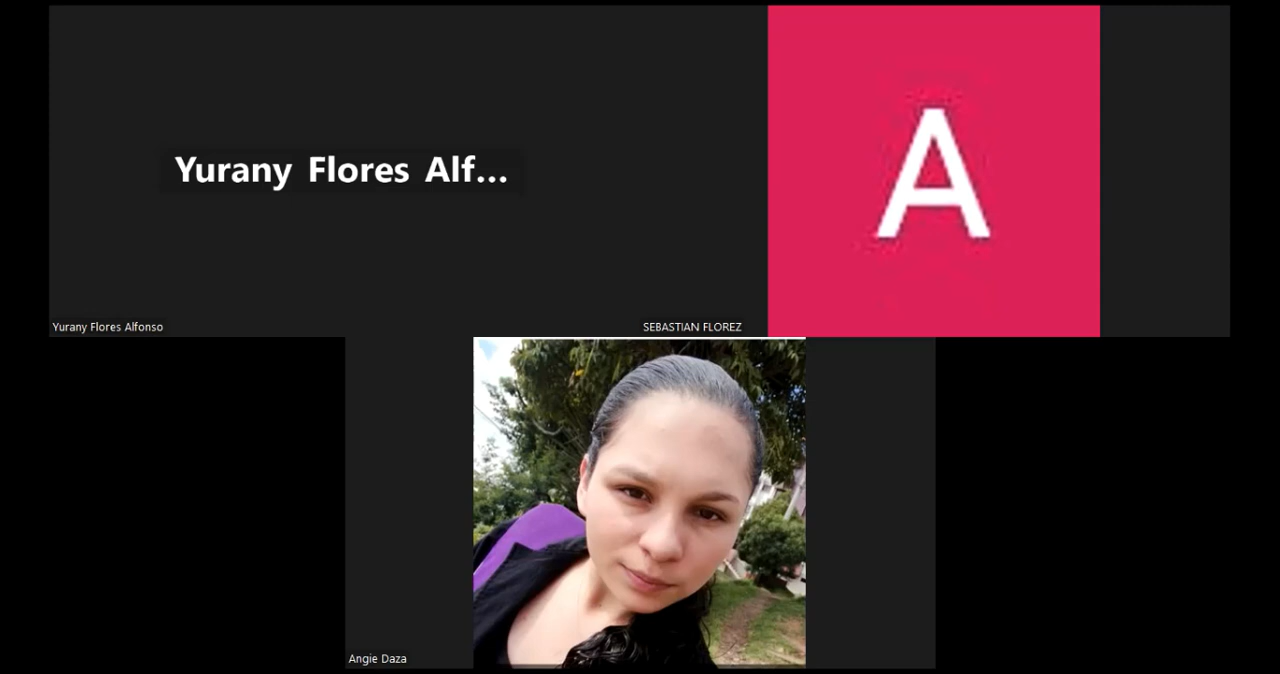 Yurany Flores Alf...
A
Yurany Flores Alfonso
SEBASTIAN FLOREZ
Angie Daza